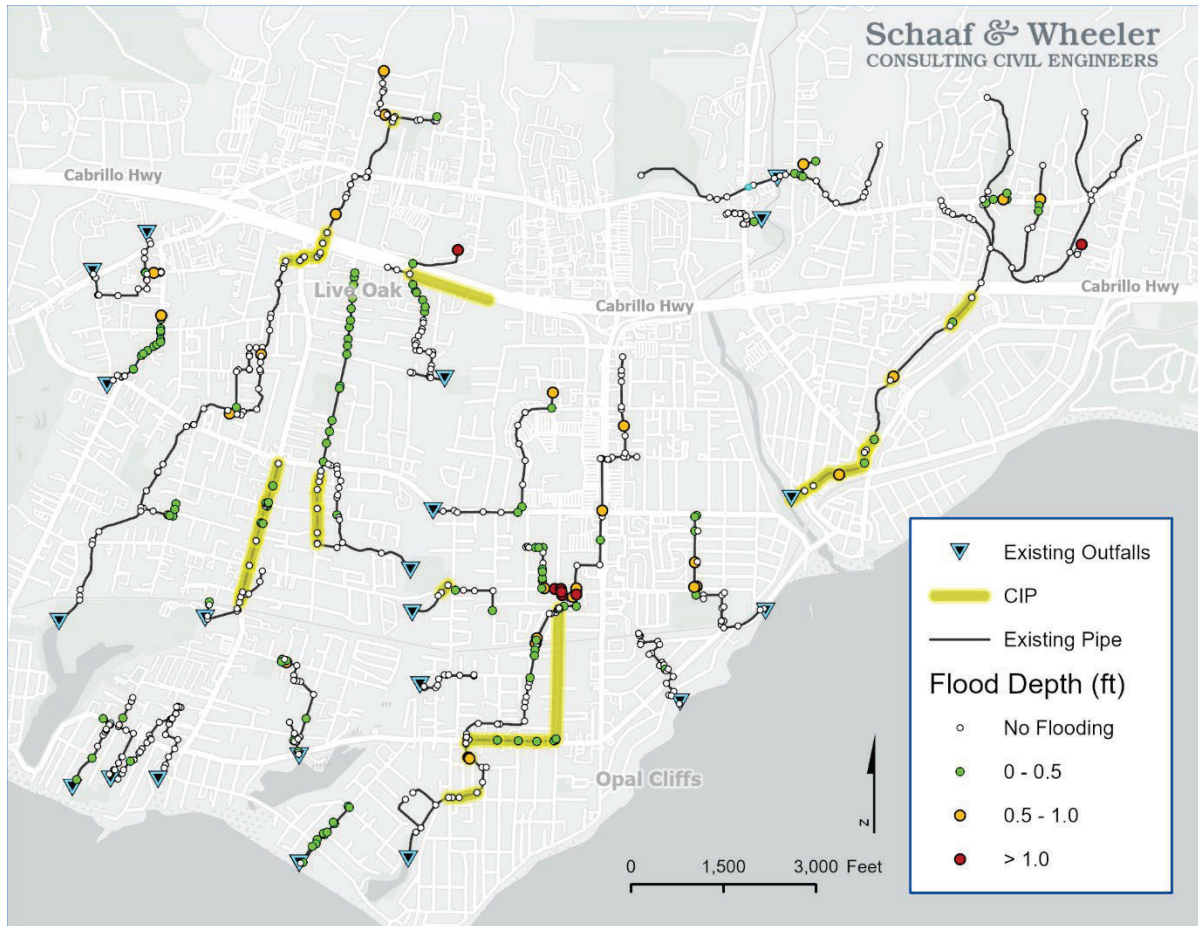 Schaaf & Wheeler
CONSULTING CIVIL ENGINEERS
Cabrillo Hwy
Live Oak
Cabrillo Hwy
Cabrillo Hwy
Opal Cliffs
Existing Outfalls
CIP
Existing Pipe
Flood Depth (ft)
No Flooding
0 - 0.5
0.5 - 1.0
> 1.0
N
0 1,500 3,000 Feet